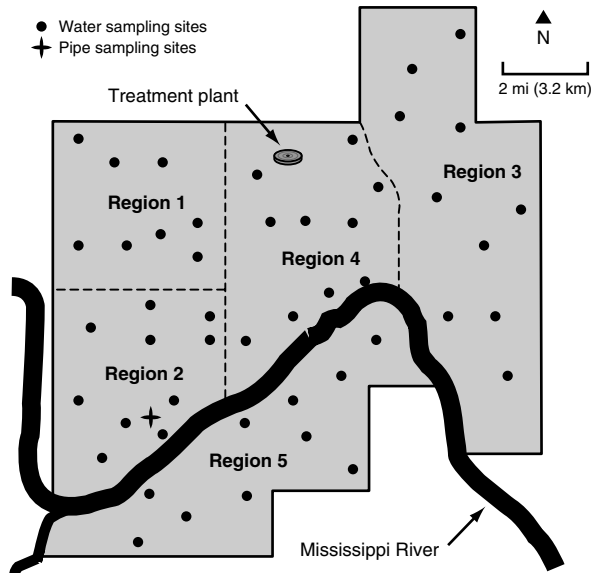 Water sampling sites
Pipe sampling sites
N
2 mi (3.2 km)
Treatment plant
Region 3
Region 1
Region 4
Region 2
Region 5
Mississippi River